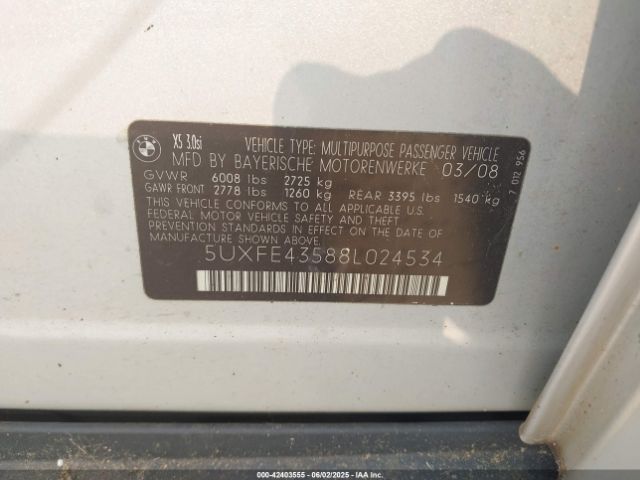 BMW
X5 3.0si
VEHICLE TYPE: MULTIPURPOSE PASSENGER VEHICLE
MFD BY BAYERISCHE MOTORENWERKE 03/08
GVWR 6008 lbs 2725 kg
GAWR FRONT 2778 lbs 1260 kg REAR 3395 lbs 1540 kg
THIS VEHICLE CONFORMS TO ALL APPLICABLE U.S.
FEDERAL MOTOR VEHICLE SAFETY AND THEFT
PREVENTION STANDARDS IN EFFECT ON THE DATE OF
MANUFACTURE SHOWN ABOVE.
5UXFE43588L024534
7 012 956
00 - 42403555 - 06/02/2025 - IAA Inc.